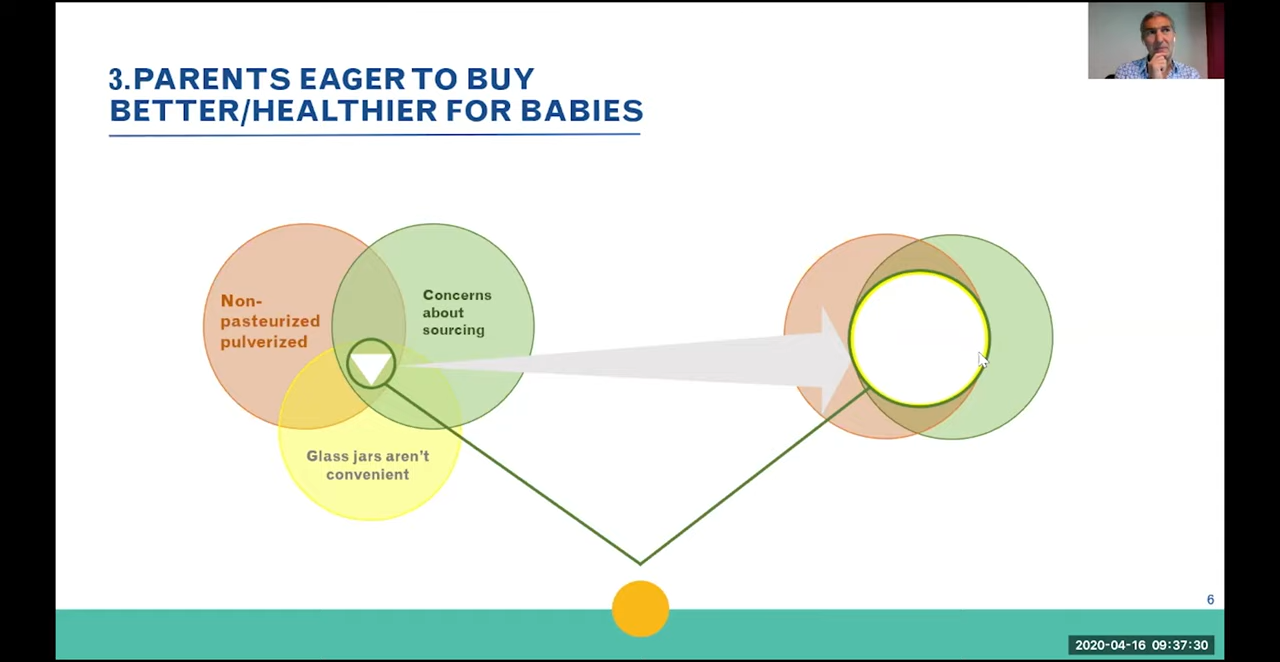 3.PARENTS EAGER TO BUY
BETTER/HEALTHIER FOR BABIES
Non-
pasteurized
pulverized
Concerns
about
sourcing
Glass jars aren't
convenient
6
2020-04-16 09:37:30